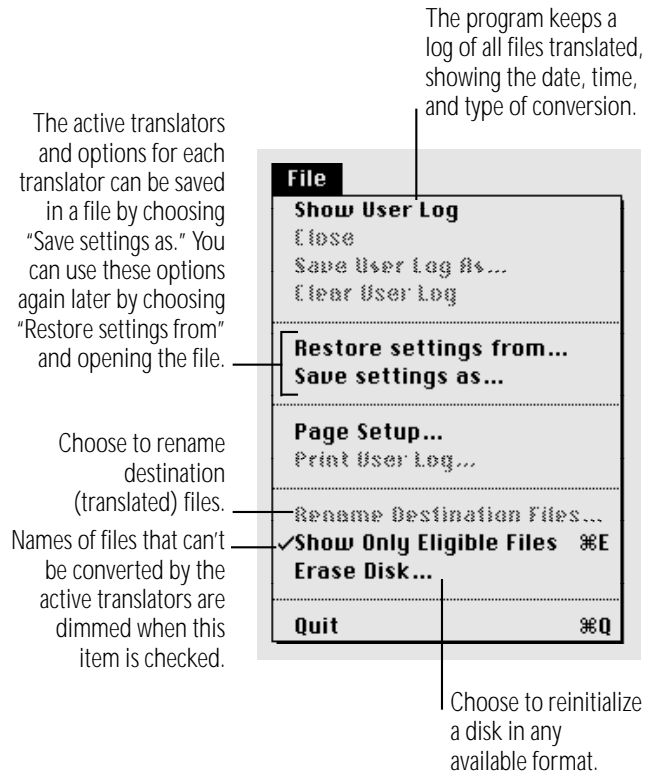 The program keeps a
log of all files translated,
showing the date, time,
and type of conversion.
The active translators
and options for each
translator can be saved
in a file by choosing
“Save settings as.” You
can use these options
again later by choosing
“Restore settings from”
and opening the file.
File
Show User Log
Close
Save User Log As...
Clear User Log
Restore settings from...
Save settings as...
Page Setup...
Print User Log...
Choose to rename
destination
(translated) files.
Rename Destination Files...
Names of files that can't
be converted by the
active translators are
dimmed when this
item is checked.
✓Show Only Eligible Files ⌘E
Erase Disk...
Quit ⌘Q
Choose to reinitialize
a disk in any
available format.